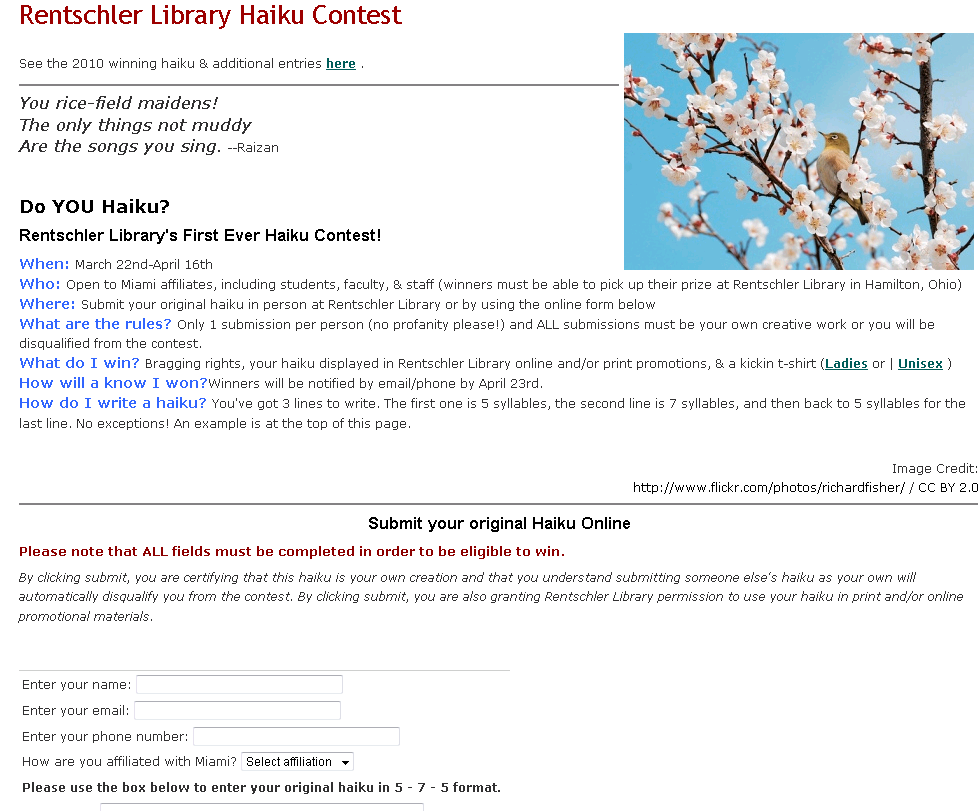 Rentschler Library Haiku Contest
See the 2010 winning haiku & additional entries here .
You rice-field maidens!
The only things not muddy
Are the songs you sing. --Raizan
Do YOU Haiku?
Rentschler Library's First Ever Haiku Contest!
When: March 22nd-April 16th
Who: Open to Miami affiliates, including students, faculty, & staff (winners must be able to pick up their prize at Rentschler Library in Hamilton, Ohio)
Where: Submit your original haiku in person at Rentschler Library or by using the online form below
What are the rules? Only 1 submission per person (no profanity please!) and ALL submissions must be your own creative work or you will be
disqualified from the contest.
What do I win? Bragging rights, your haiku displayed in Rentschler Library online and/or print promotions, & a kickin t-shirt (Ladies or | Unisex )
How will a know I won?Winners will be notified by email/phone by April 23rd.
How do I write a haiku? You've got 3 lines to write. The first one is 5 syllables, the second line is 7 syllables, and then back to 5 syllables for the
last line. No exceptions! An example is at the top of this page.
Image Credit:
http://www.flickr.com/photos/richardfisher/ / CC BY 2.0
Submit your original Haiku Online
Please note that ALL fields must be completed in order to be eligible to win.
By clicking submit, you are certifying that this haiku is your own creation and that you understand submitting someone else's haiku as your own will
automatically disqualify you from the contest. By clicking submit, you are also granting Rentschler Library permission to use your haiku in print and/or online
promotional materials.
Enter your name:
Enter your email:
Enter your phone number:
How are you affiliated with Miami? Select affiliation
Please use the box below to enter your original haiku in 5 - 7 - 5 format.